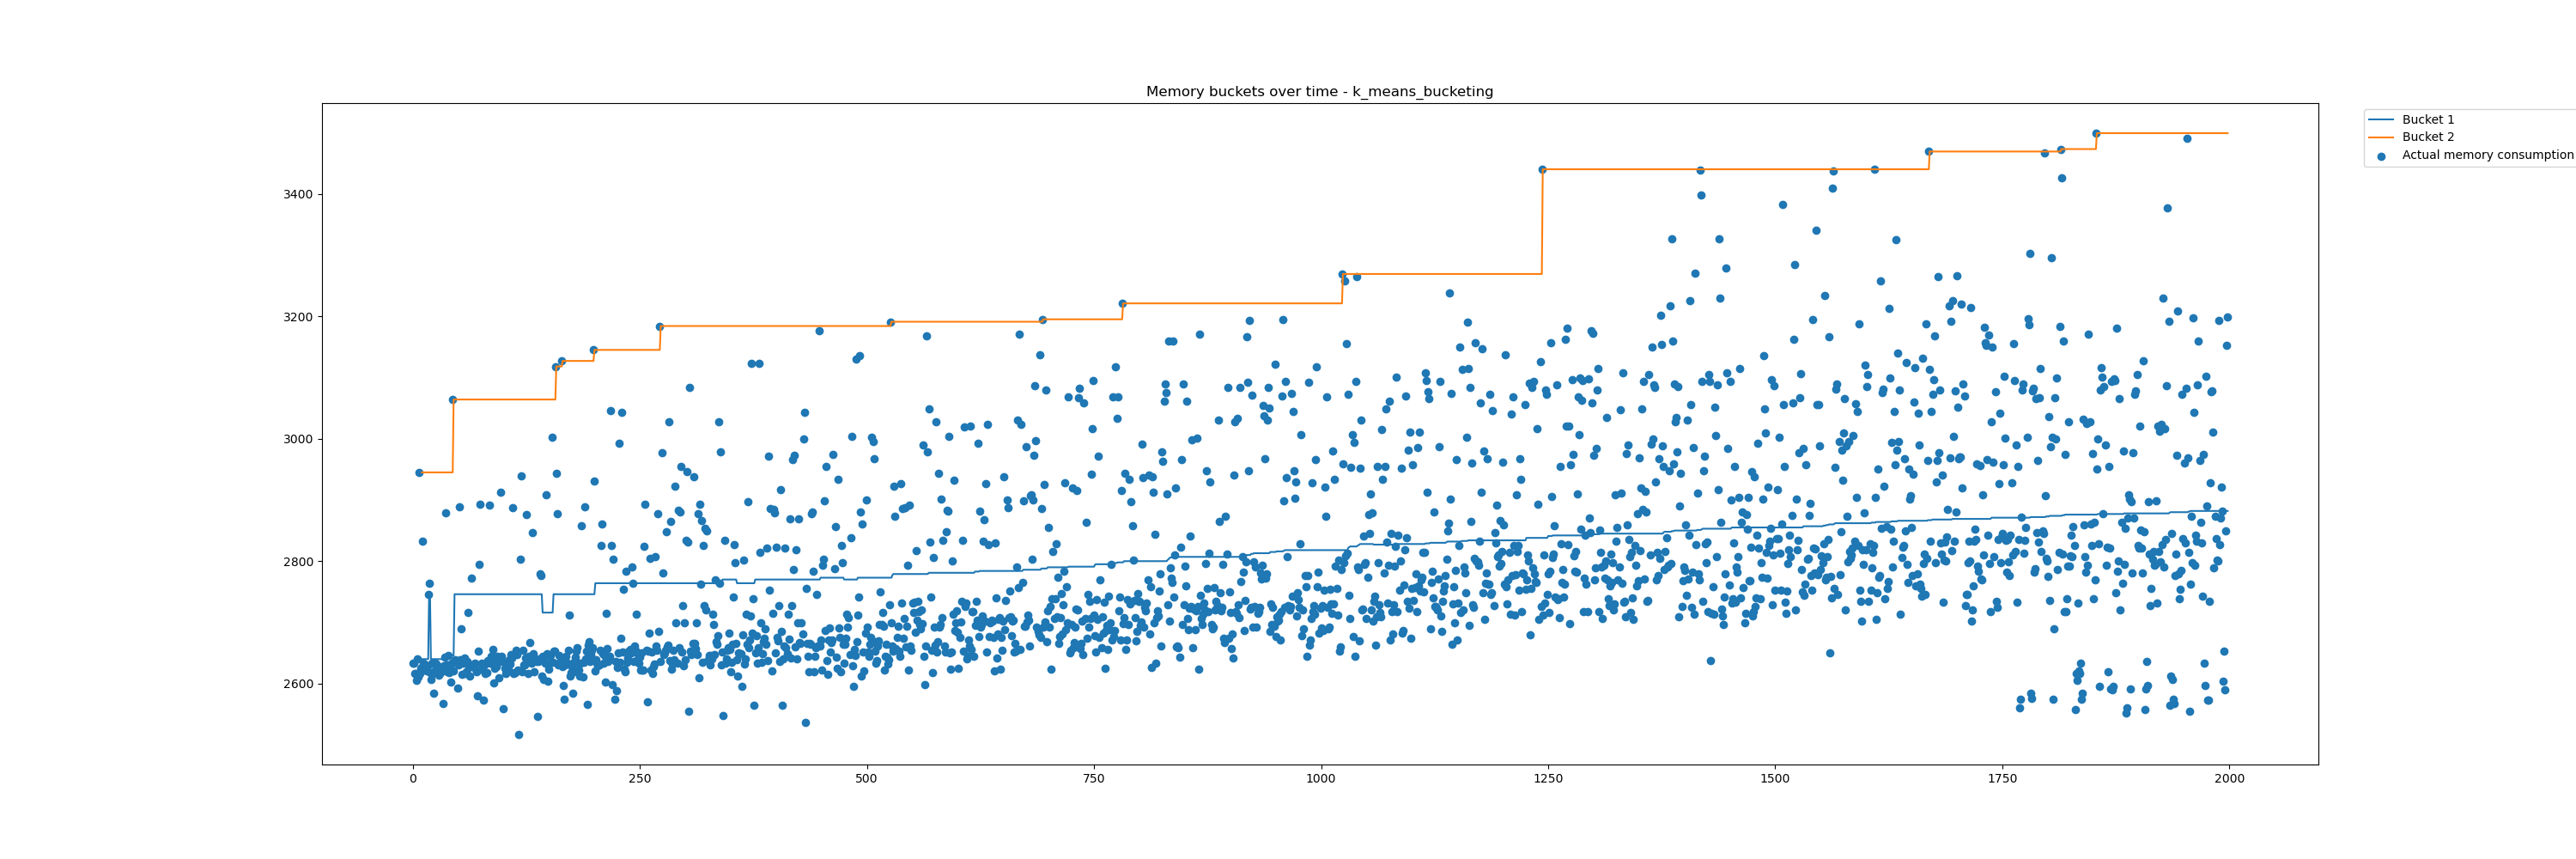 Memory buckets over time - k_means_bucketing
Bucket 1
Bucket 2
Actual memory consumption
3400
3200
3000
2800
2600
0 250 500 750 1000 1250 1500 1750 2000